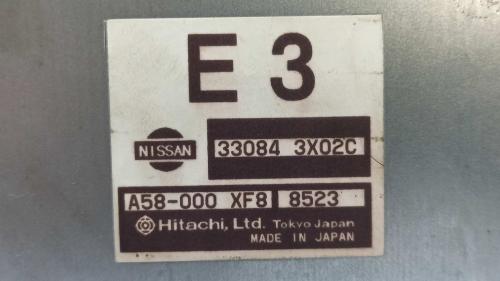 E 3
NISSAN
33084 3X02C
A58-000 XF8 8523
Hitachi, Ltd. Tokyo Japan
MADE IN JAPAN